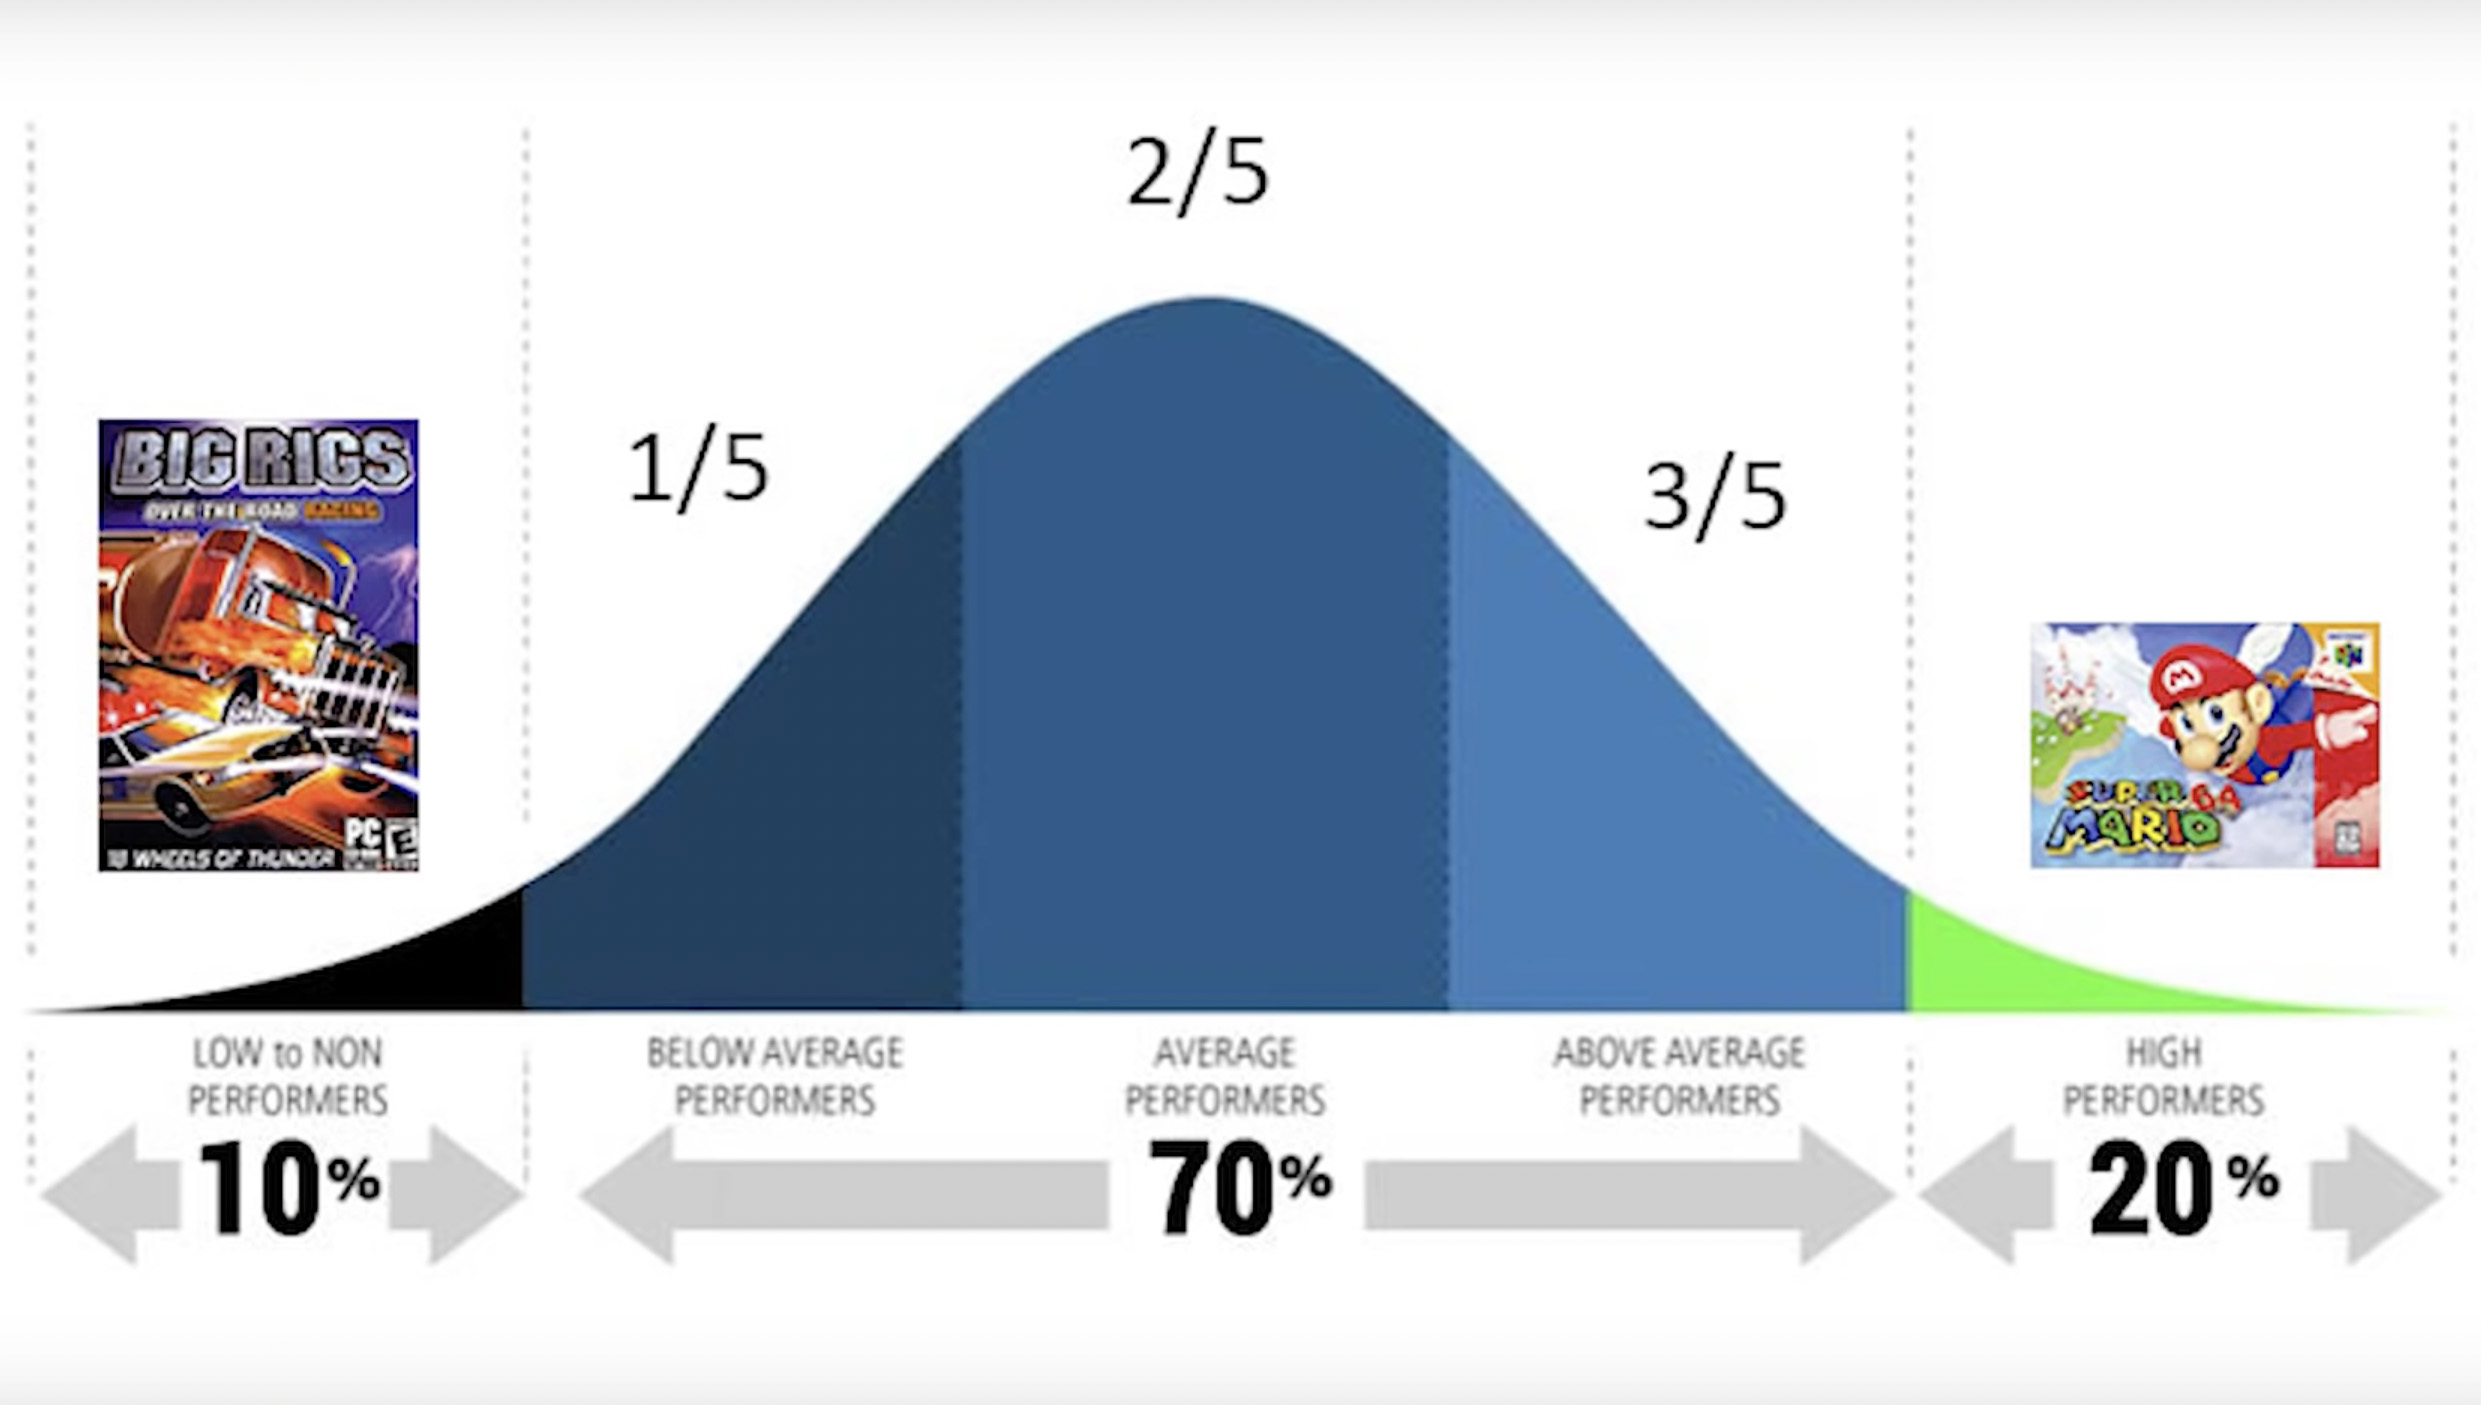 2/5
1/5
3/5
BIG RIGS
OVER THE ROAD RACING
PC E
18 WHEELS OF THUNDER
SUPER 64
MARIO
LOW to NON
PERFORMERS
10%
BELOW AVERAGE
PERFORMERS
AVERAGE
PERFORMERS
70%
ABOVE AVERAGE
PERFORMERS
HIGH
PERFORMERS
20%